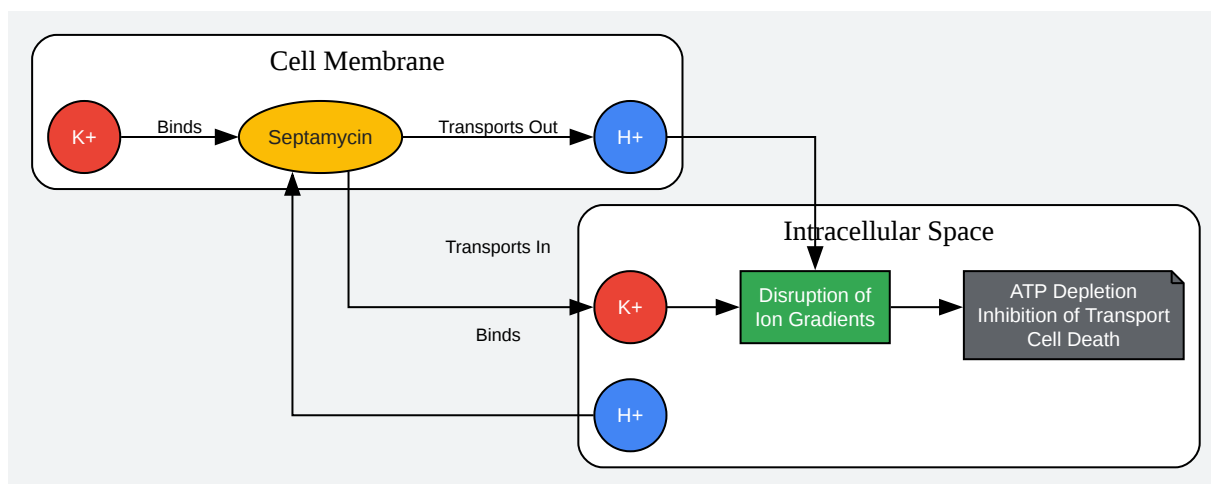 Cell Membrane
K+
Binds
Septamycin
Transports Out
H+
Transports In
Intracellular Space
K+
Disruption of
Ion Gradients
ATP Depletion
Inhibition of Transport
Cell Death
Binds
H+